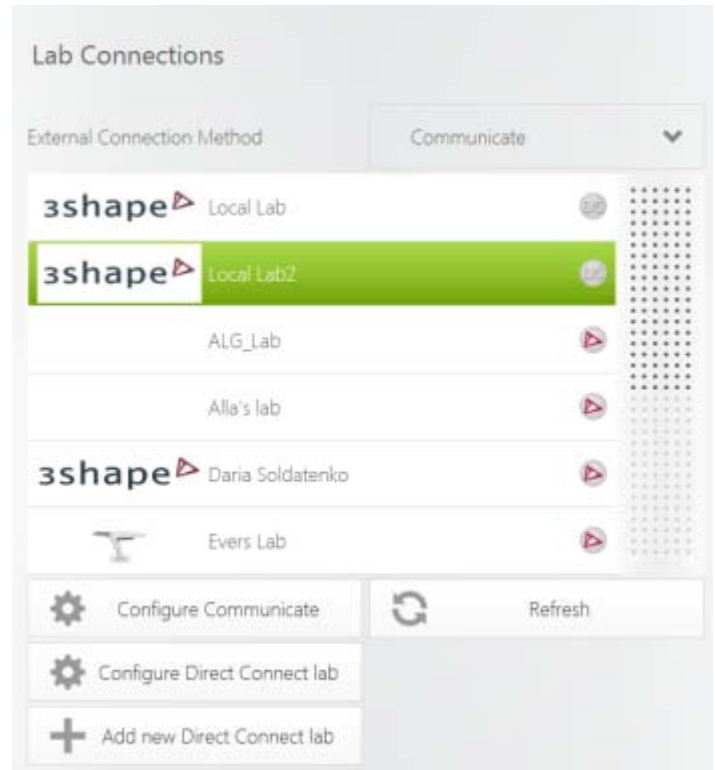 Lab Connections
External Connection Method Communicate
3shape Local Lab
3shape Local Lab2
ALG_Lab
Alla's lab
3shape Daria Soldatenko
Evers Lab
Configure Communicate Refresh
Configure Direct Connect lab
Add new Direct Connect lab